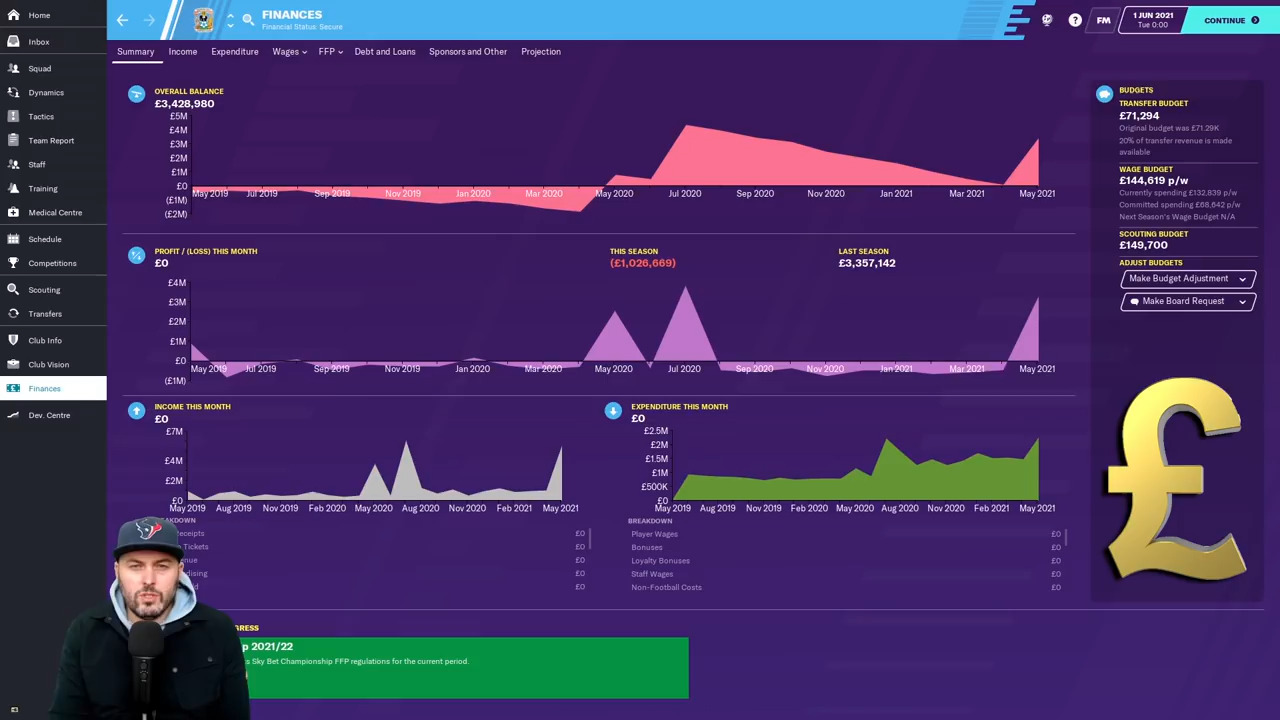 Home
Inbox
Squad
Dynamics
Tactics
Team Report
Staff
Training
Medical Centre
Schedule
Competitions
Scouting
Transfers
Club Info
Club Vision
Finances
Dev. Centre
FINANCES
Financial Status: Secure
?
FM
1 JUN 2021
Tue 0:00
CONTINUE
Summary
Income
Expenditure
Wages
FFP
Debt and Loans
Sponsors and Other
Projection
OVERALL BALANCE
£3,428,980
£5M
£4M
£3M
£2M
£1M
£0
(£1M)
(£2M)
May 2019 Jul 2019 Sep 2019 Nov 2019 Jan 2020 Mar 2020 May 2020 Jul 2020 Sep 2020 Nov 2020 Jan 2021 Mar 2021 May 2021
PROFIT / (LOSS) THIS MONTH
£0
THIS SEASON
(£1,026,669)
LAST SEASON
£3,357,142
£4M
£3M
£2M
£1M
£0
(£1M)
May 2019 Jul 2019 Sep 2019 Nov 2019 Jan 2020 Mar 2020 May 2020 Jul 2020 Sep 2020 Nov 2020 Jan 2021 Mar 2021 May 2021
INCOME THIS MONTH
£0
£7M
£4M
£2M
£0
May 2019 Aug 2019 Nov 2019 Feb 2020 May 2020 Aug 2020 Nov 2020 Feb 2021 May 2021
AKDOWN
eceipts £0
Tickets £0
enue £0
dising £0
£0
EXPENDITURE THIS MONTH
£0
£2.5M
£2M
£1.5M
£1M
£500K
£0
May 2019 Aug 2019 Nov 2019 Feb 2020 May 2020 Aug 2020 Nov 2020 Feb 2021 May 2021
BREAKDOWN
Player Wages £0
Bonuses £0
Loyalty Bonuses £0
Staff Wages £0
Non-Football Costs £0
GRESS
p 2021/22
s Sky Bet Championship FFP regulations for the current period.
BUDGETS
TRANSFER BUDGET
£71,294
Original budget was £71.29K
20% of transfer revenue is made
available
WAGE BUDGET
£144,619 p/w
Currently spending £132,839 p/w
Committed spending £68,642 p/w
Next Season's Wage Budget N/A
SCOUTING BUDGET
£149,700
ADJUST BUDGETS
Make Budget Adjustment
Make Board Request
£